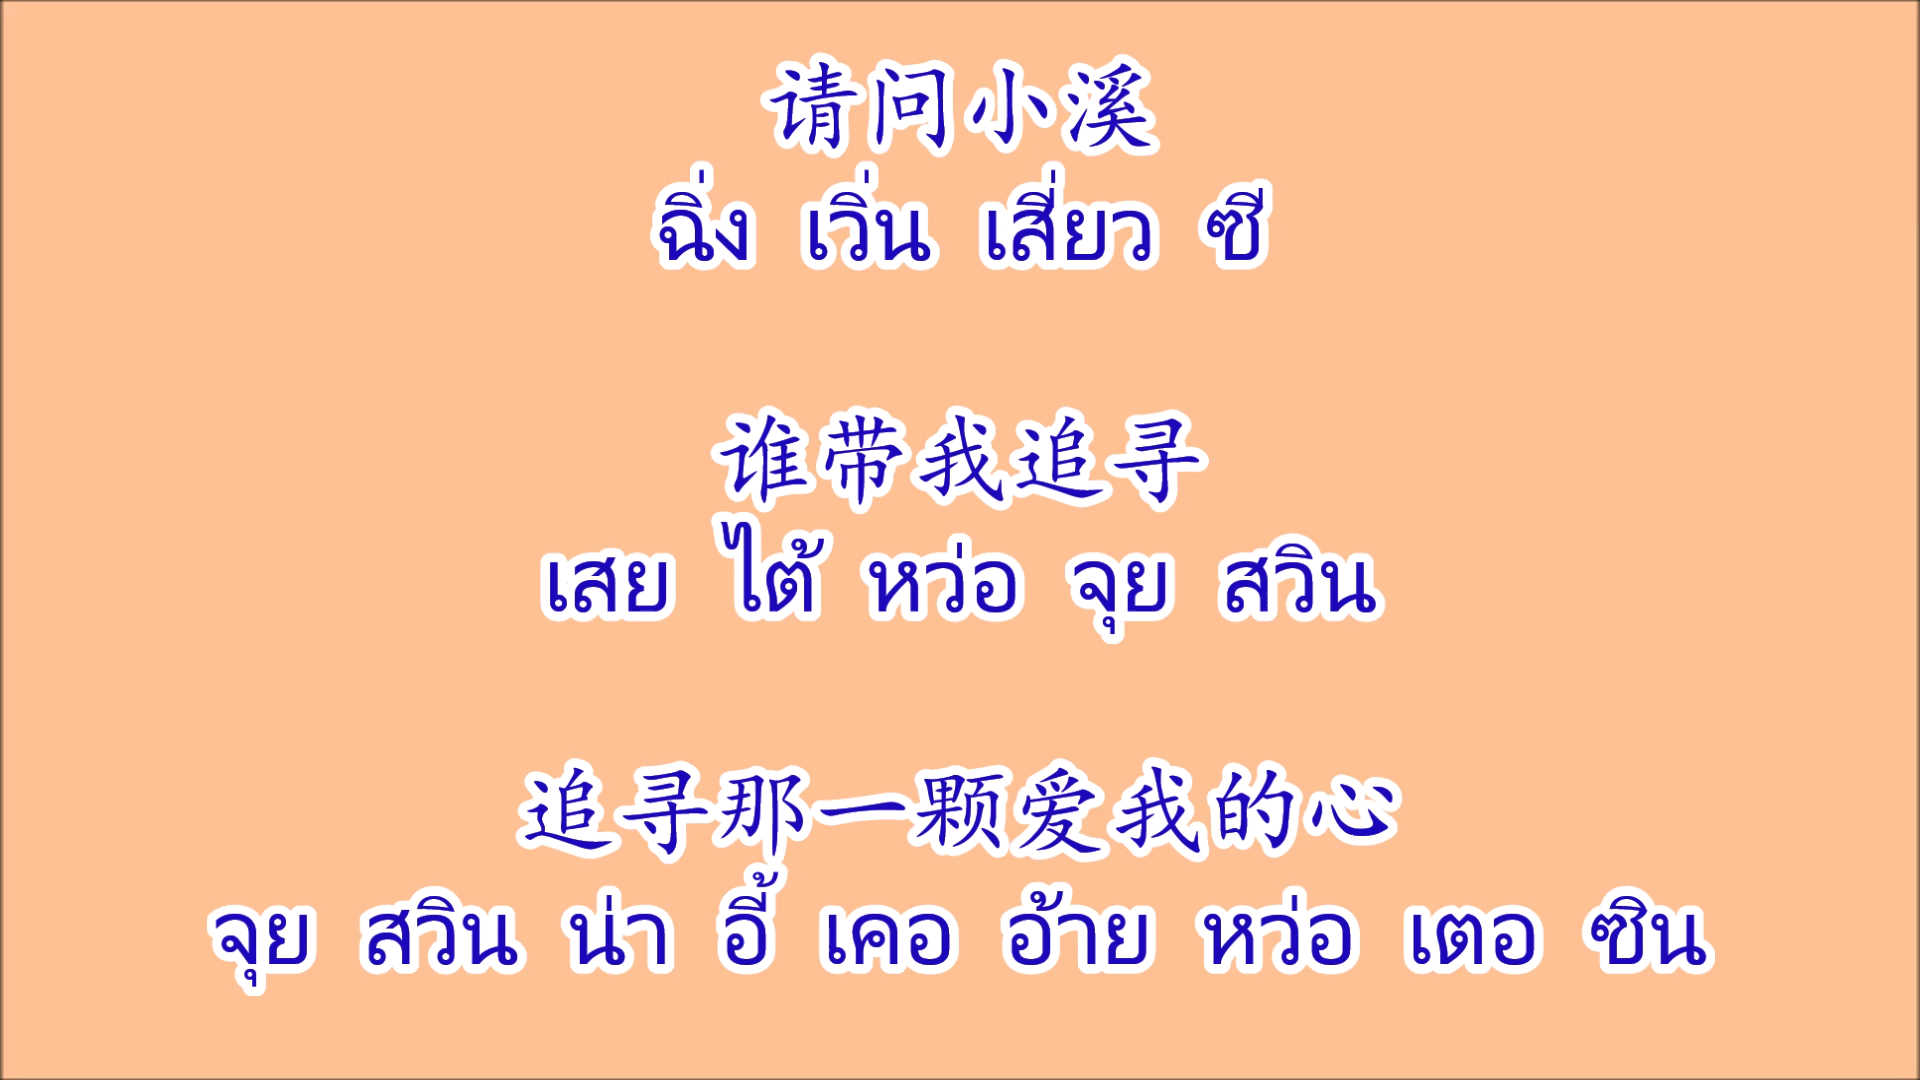 请问小溪
ฉิ่ง เวิ่น เสี่ยว ซี
谁带我追寻
เสย ไต้ หว่อ จุย สวิน
追寻那一颗爱我的心
จุย สวิน น่า อี้ เคอ อ้าย หว่อ เตอ ซิน